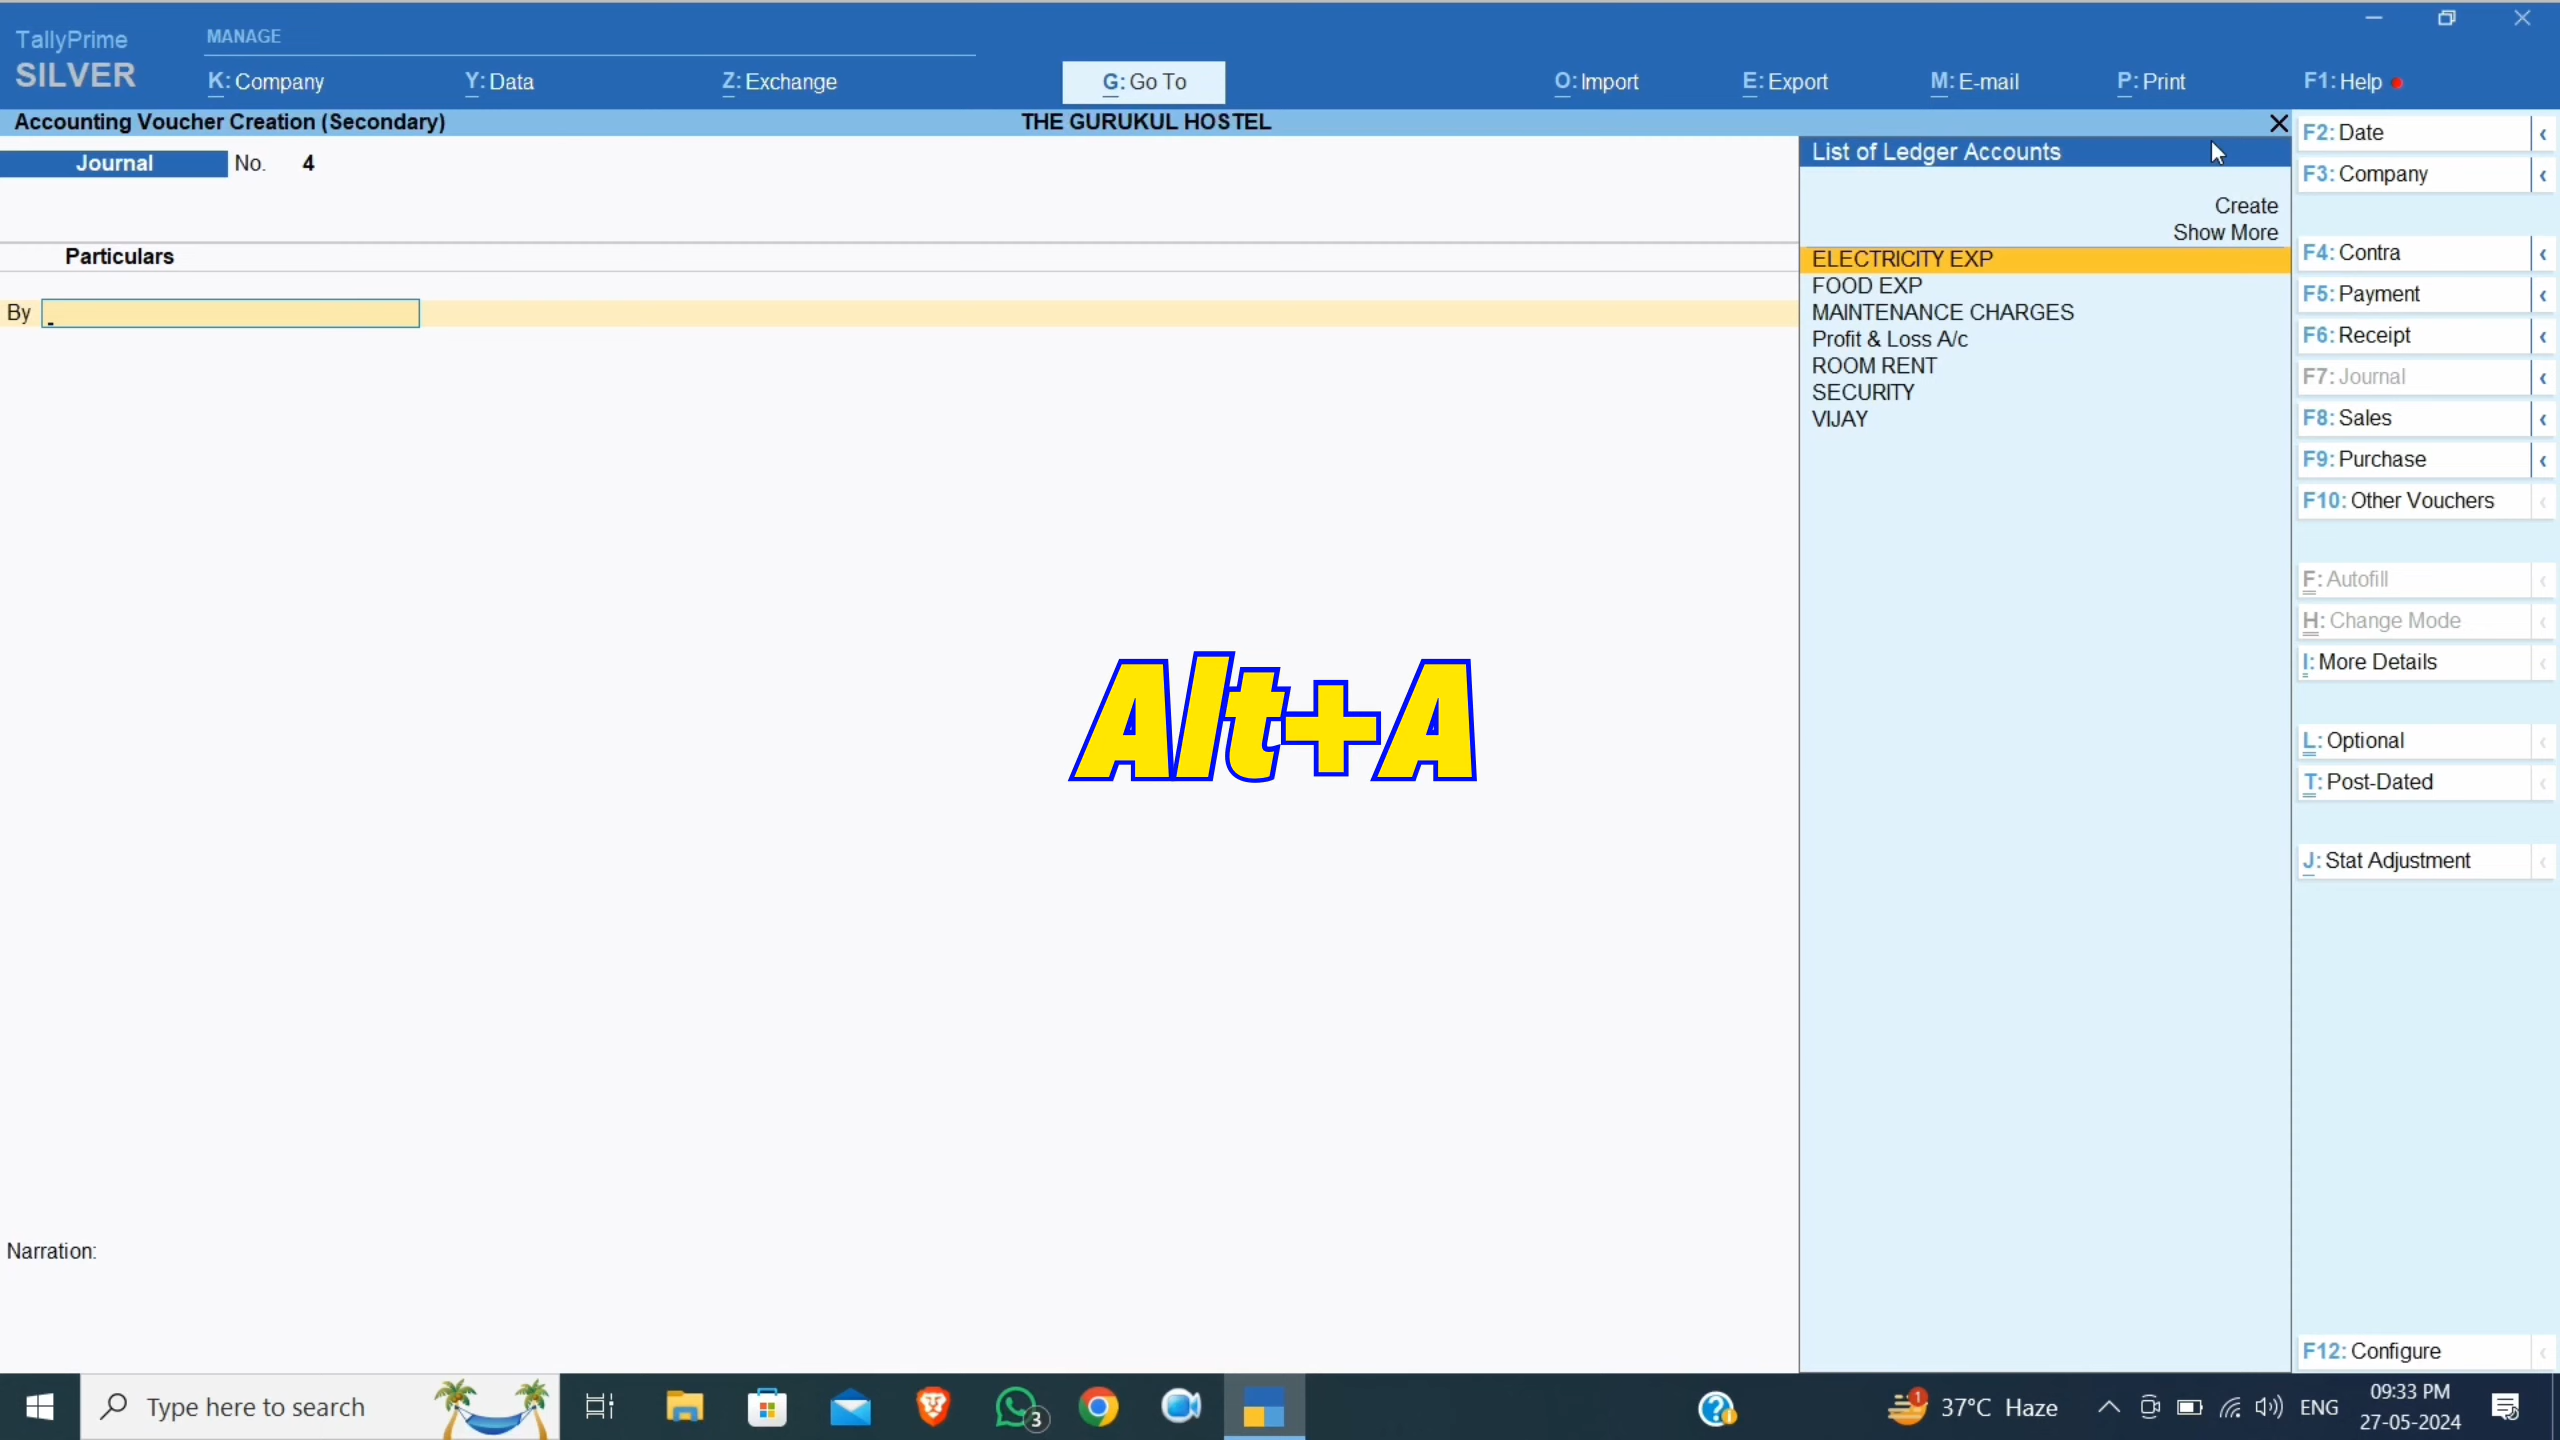 TallyPrime
SILVER
MANAGE
K: Company
Y: Data
Z: Exchange
G: Go To
O: Import
E: Export
M: E-mail
P: Print
F1: Help
Accounting Voucher Creation (Secondary)
THE GURUKUL HOSTEL
Journal No. 4
Particulars
By
List of Ledger Accounts
Create
Show More
ELECTRICITY EXP
FOOD EXP
MAINTENANCE CHARGES
Profit & Loss A/c
ROOM RENT
SECURITY
VIJAY
F2: Date
F3: Company
F4: Contra
F5: Payment
F6: Receipt
F7: Journal
F8: Sales
F9: Purchase
F10: Other Vouchers
F: Autofill
H: Change Mode
I: More Details
L: Optional
T: Post-Dated
J: Stat Adjustment
F12: Configure
Alt+A
Narration:
Type here to search
3
1
37°C Haze
ENG
09:33 PM
27-05-2024